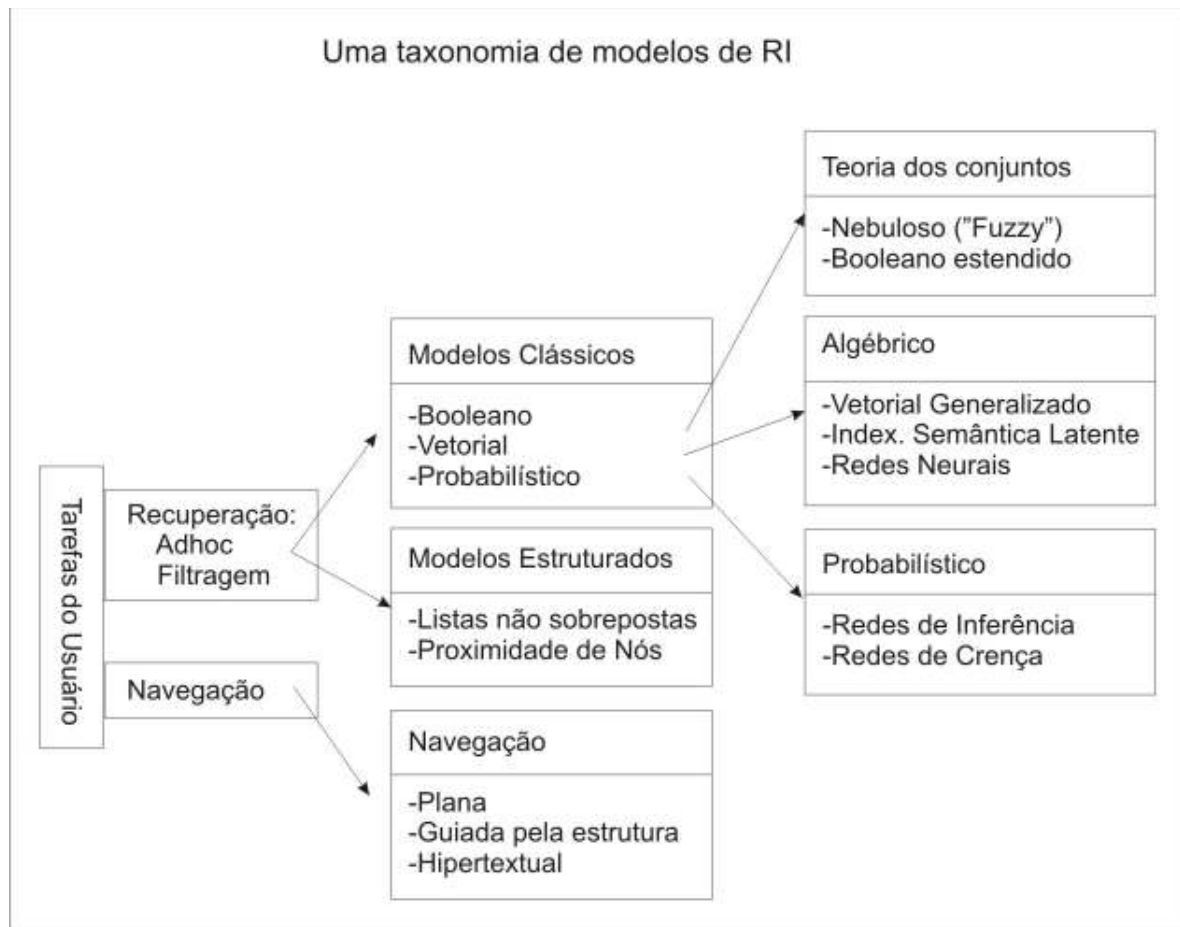 Uma taxonomia de modelos de RI
Tarefas do Usuário
Recuperação:
Adhoc
Filtragem
Navegação
Modelos Clássicos
-Booleano
-Vetorial
-Probabilístico
Modelos Estruturados
-Listas não sobrepostas
-Proximidade de Nós
Navegação
-Plana
-Guiada pela estrutura
-Hipertextual
Teoria dos conjuntos
-Nebuloso ("Fuzzy")
-Booleano estendido
Algébrico
-Vetorial Generalizado
-Index. Semântica Latente
-Redes Neurais
Probabilístico
-Redes de Inferência
-Redes de Crença